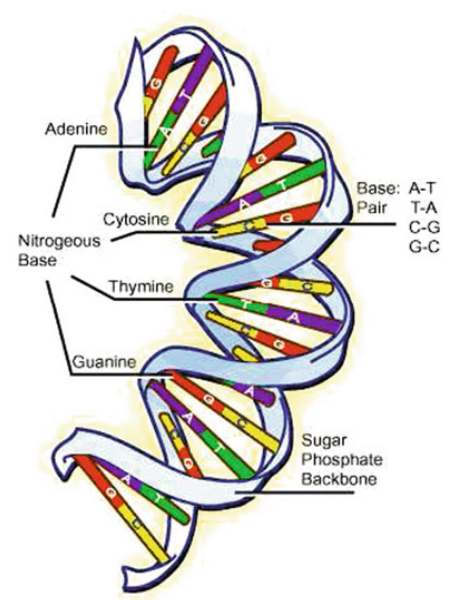 G
T
A
G
C
Adenine
G
T
A
Base: A-T
Pair T-A
C-G
G-C
Cytosine
C
G
Nitrogeous
Base
Thymine
G
C
T
A
C
G
Guanine
A
G
C
A
T
C
G
Sugar
Phosphate
Backbone
A
T
G
C